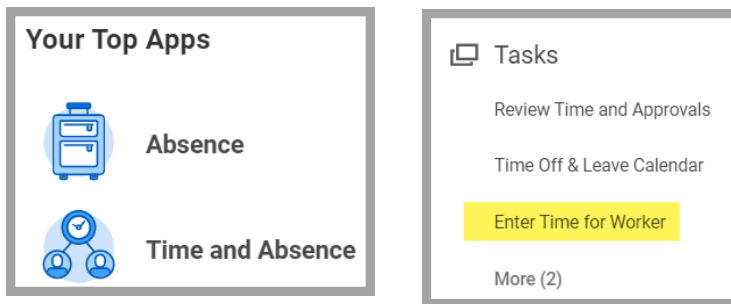 Your Top Apps
Absence
Time and Absence
Tasks
Review Time and Approvals
Time Off & Leave Calendar
Enter Time for Worker
More (2)